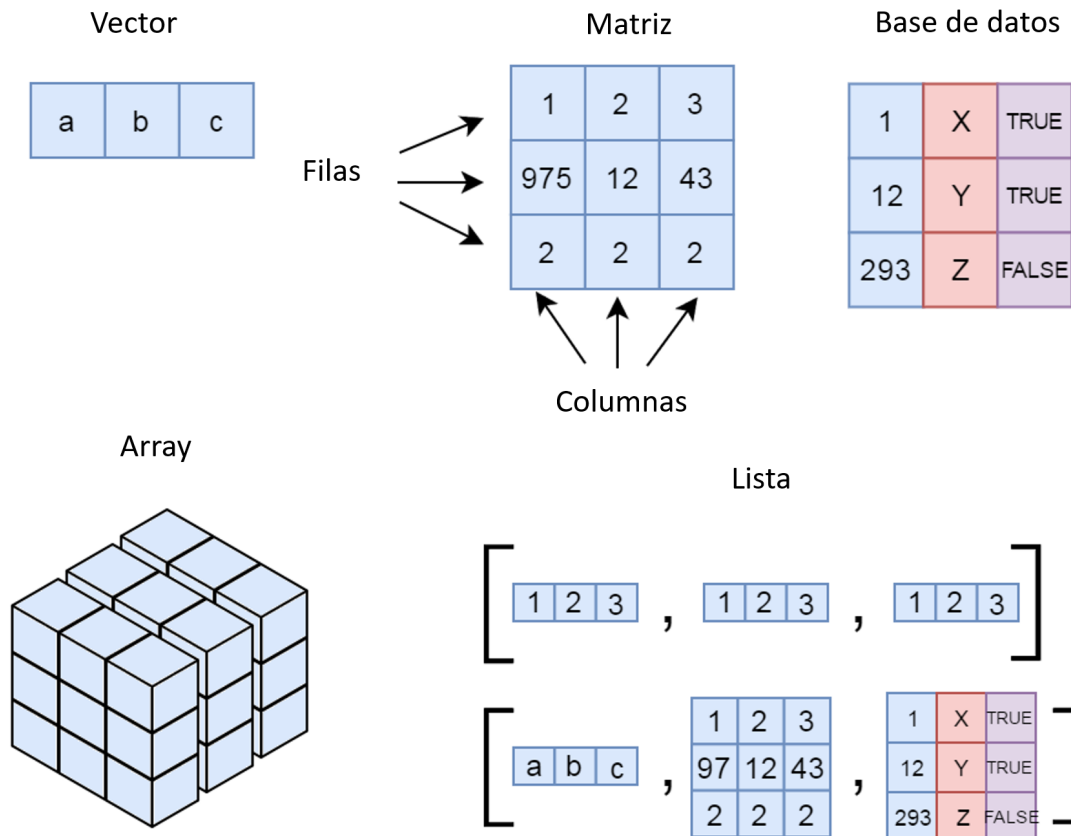 Vector
a b c
Filas
Matriz
1 2 3
975 12 43
2 2 2
Columnas
Base de datos
1 X TRUE
12 Y TRUE
293 Z FALSE
Array
Lista
[ 1 2 3 , 1 2 3 , 1 2 3 ]
[ a b c ,
1 2 3
97 12 43
2 2 2
,
1 X TRUE
12 Y TRUE
293 Z FALSE
]